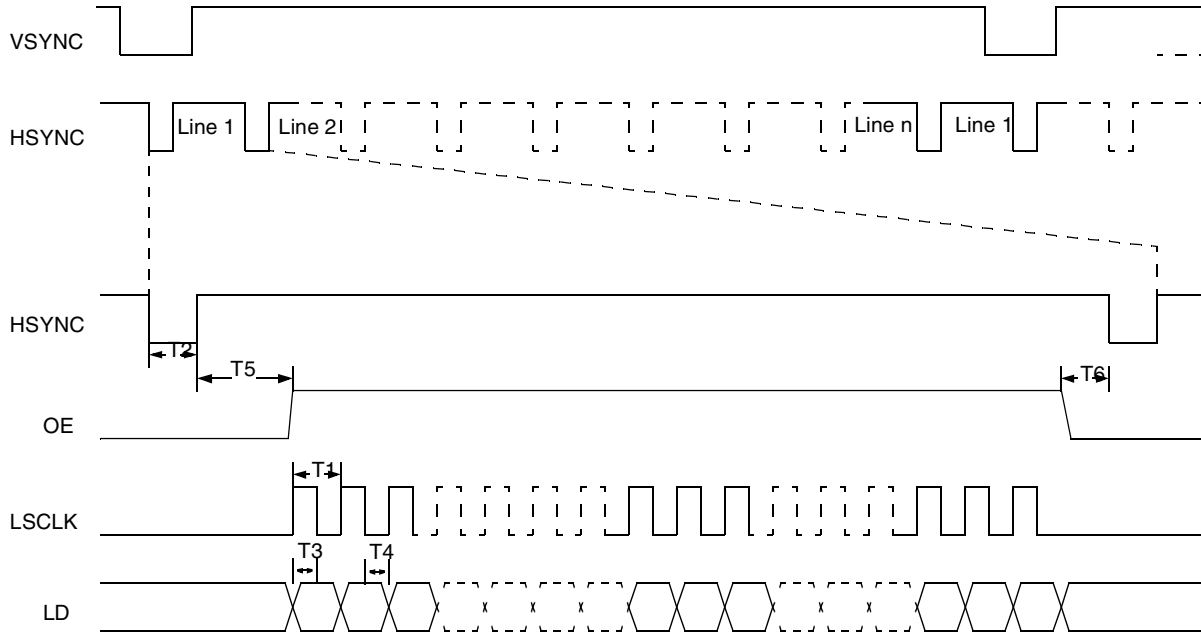 VSYNC
HSYNC
Line 1
Line 2
Line n
Line 1
HSYNC
T2
T5
T6
OE
T1
LSCLK
T3
T4
LD